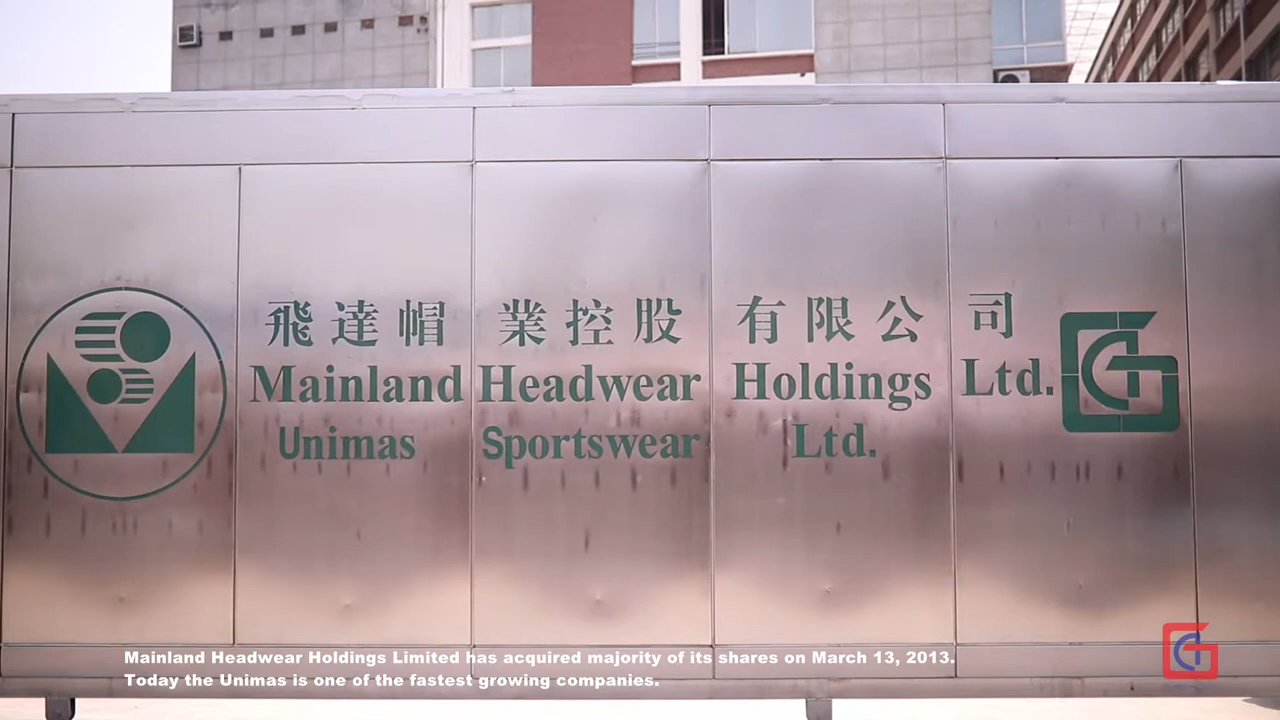 飛達帽業控股有限公司
Mainland Headwear Holdings Ltd.
Unimas Sportswear Ltd.
Mainland Headwear Holdings Limited has acquired majority of its shares on March 13, 2013.
Today the Unimas is one of the fastest growing companies.